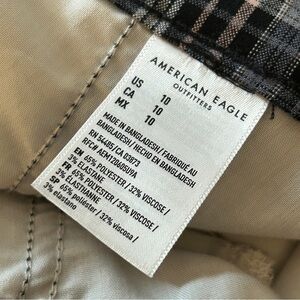 AMERICAN EAGLE
OUTFITTERS
US 10
CA 10
MX 10
MADE IN BANGLADESH / FABRIQUÉ AU
BANGLADESH / HECHO EN BANGLADESH
RN 54485/CA 03873
RFC# AEM120606UPA
EN 65% POLYESTER / 32% VISCOSE /
3% ELASTANE
FR 65% POLYESTER / 32% VISCOSE /
3% ÉLASTHANNE
SP 65% poliéster / 32% viscosa /
3% elastano